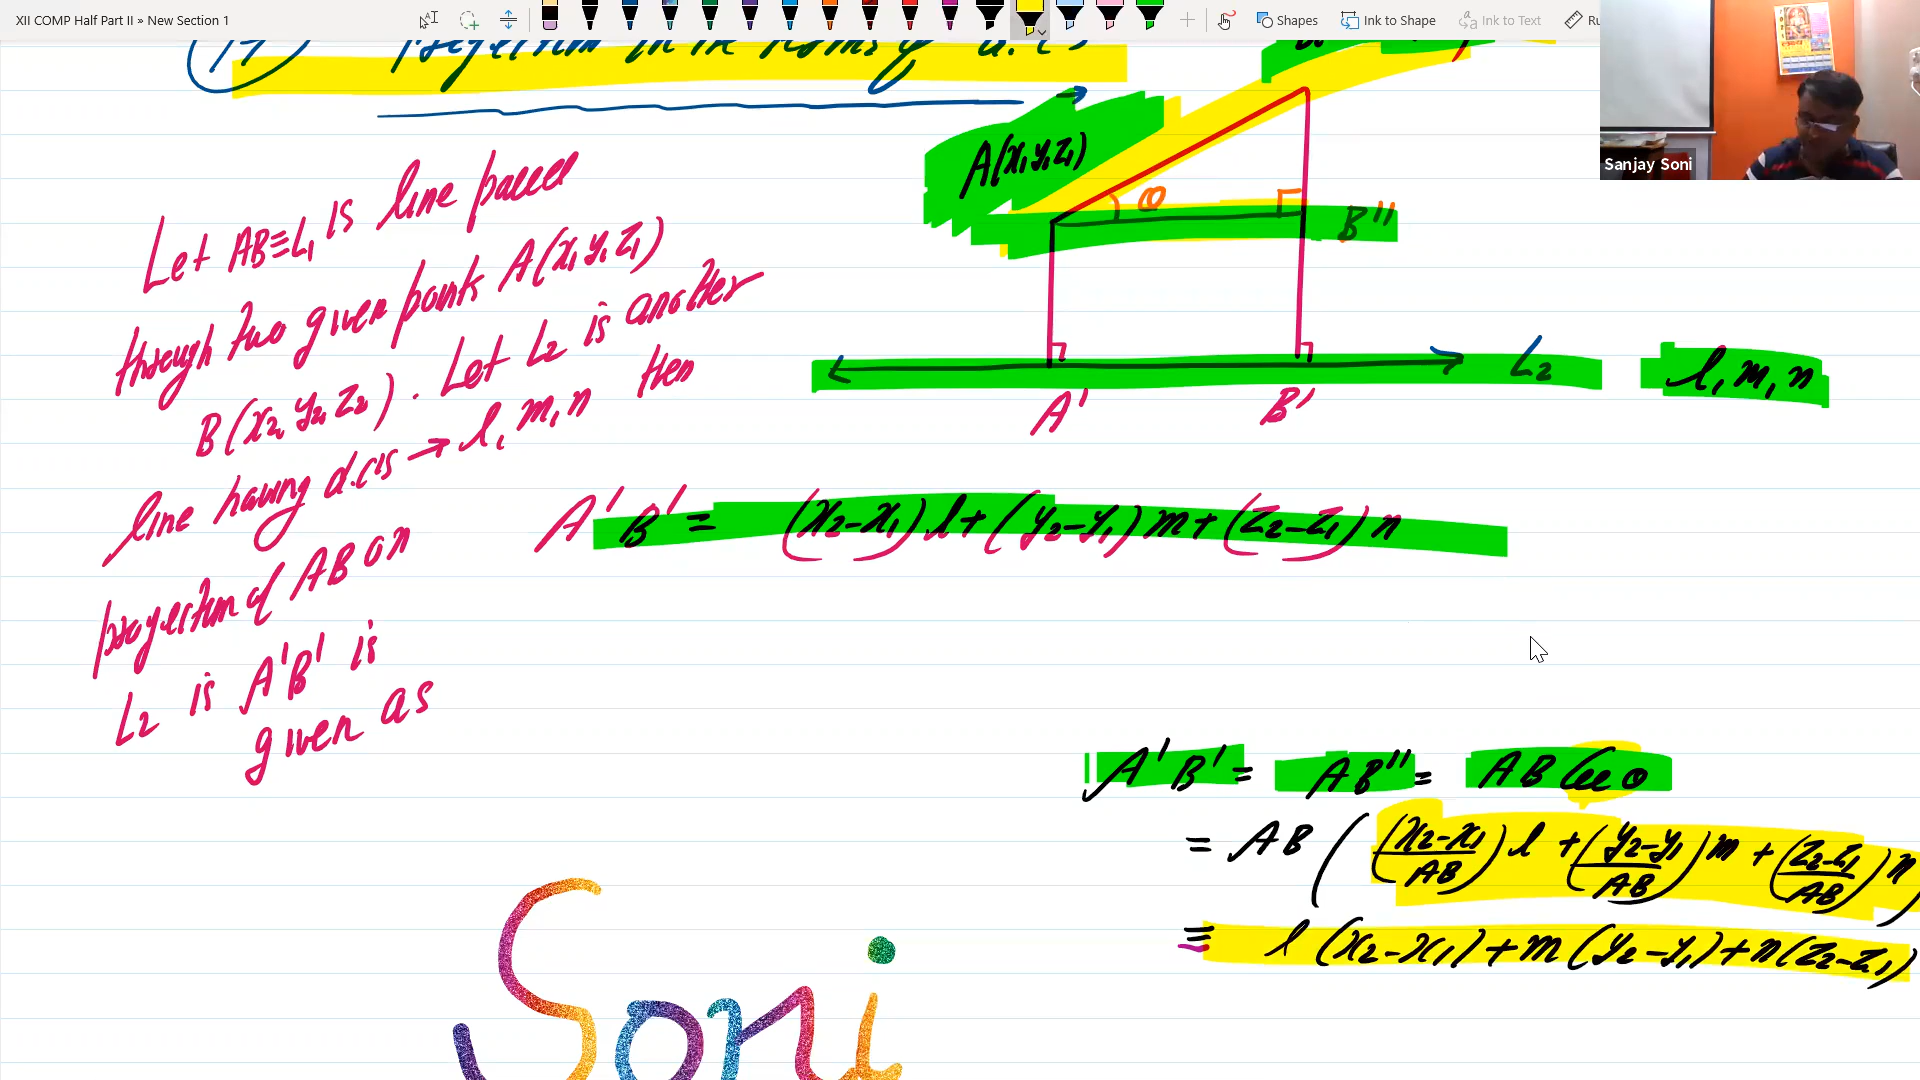 XII COMP Half Part II » New Section 1
Shapes
Ink to Shape
Ink to Text
Ru
Sanjay Soni
A(x₁ y₁ z₁)
θ
B''
L₂
l, m, n
A'
B'
Let AB≡L₁ is line
through two given points A(x₁ y₁ z₁)
B(x₂ y₂ z₂). Let L₂ is another
line having d.c's → l, m, n then
projection of AB on
L₂ is A'B' is
given as
A'B' = (x₂-x₁)l+(y₂-y₁)m+(z₂-z₁)n
A'B' = AB'' = AB Cos θ
= AB ( ((x₂-x₁)/AB) l + ((y₂-y₁)/AB) m + ((z₂-z₁)/AB) n )
= l (x₂-x₁)+m(y₂-y₁)+n(z₂-z₁)
Soni